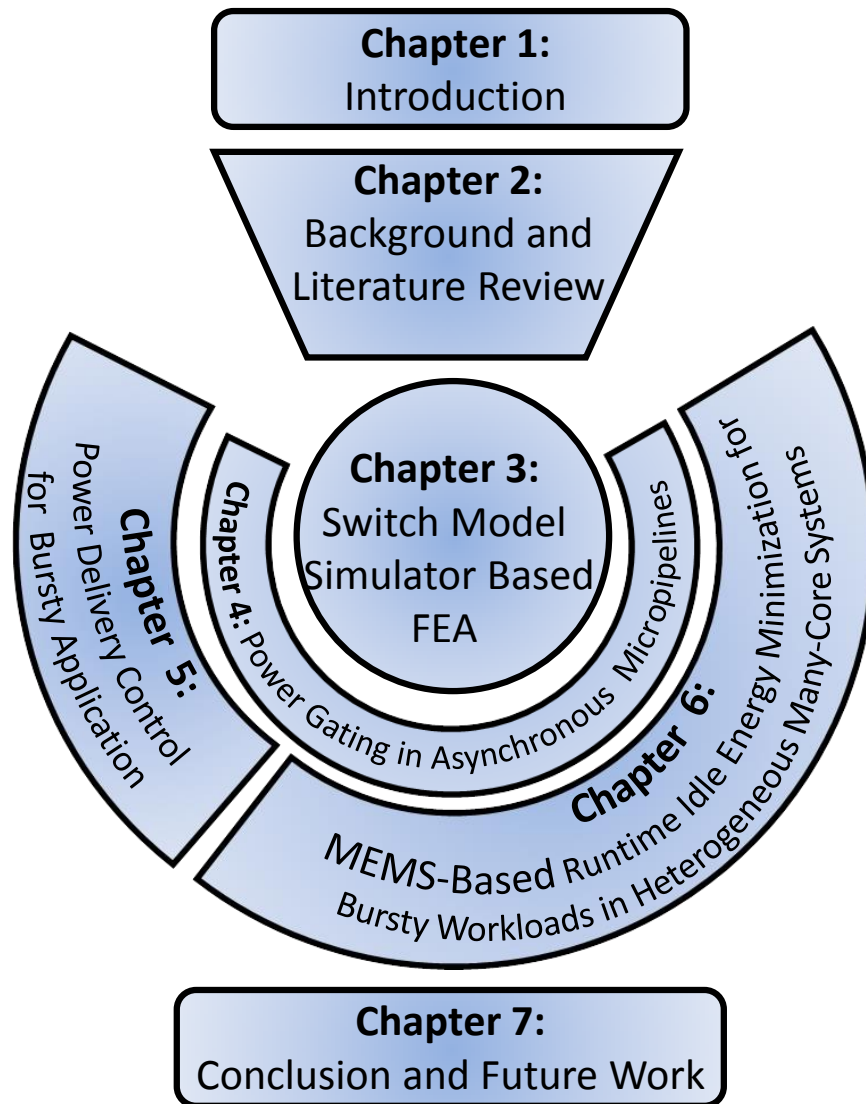 Chapter 1:
Introduction
Chapter 2:
Background and
Literature Review
Chapter 3:
Switch Model
Simulator Based
FEA
Chapter 4: Power Gating in Asynchronous Micropipelines
Chapter 5:
Power Delivery Control
for Bursty Application
Chapter 6:
MEMS-Based Runtime Idle Energy Minimization for
Bursty Workloads in Heterogeneous Many-Core Systems
Chapter 7:
Conclusion and Future Work